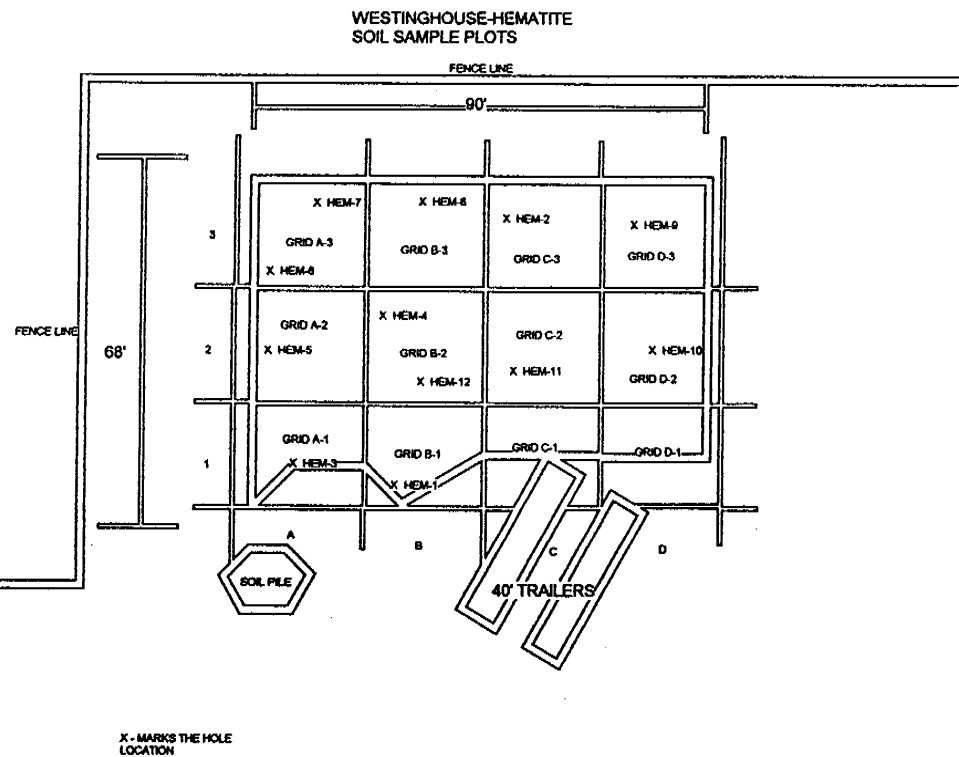 WESTINGHOUSE-HEMATITE
SOIL SAMPLE PLOTS
FENCE LINE
90'
X HEM-7
X HEM-8
X HEM-2
X HEM-9
3
GRID A-3
GRID B-3
GRID C-3
GRID D-3
X HEM-6
FENCE LINE
68'
X HEM-4
GRID A-2
GRID C-2
2
X HEM-5
GRID B-2
X HEM-10
X HEM-12
X HEM-11
GRID D-2
GRID A-1
GRID B-1
GRID C-1
GRID D-1
1
X HEM-3
X HEM-1
A
B
C
D
SOIL PILE
40' TRAILERS
X - MARKS THE HOLE
LOCATION